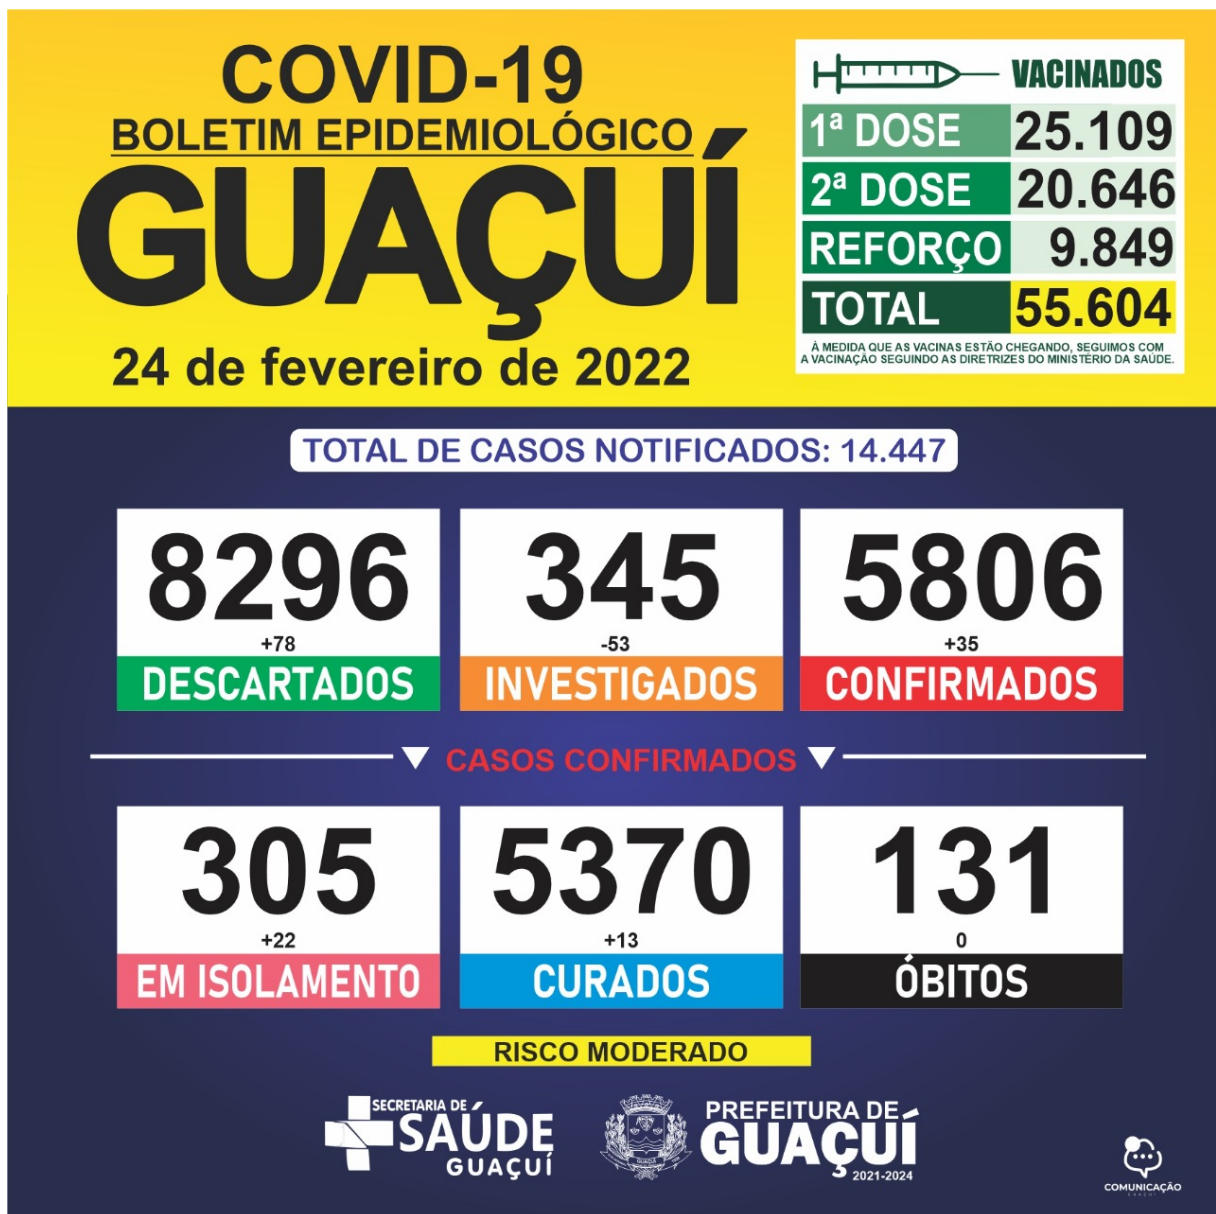 COVID-19
BOLETIM EPIDEMIOLÓGICO
GUAÇUÍ
24 de fevereiro de 2022
VACINADOS
1ª DOSE 25.109
2ª DOSE 20.646
REFORÇO 9.849
TOTAL 55.604
À MEDIDA QUE AS VACINAS ESTÃO CHEGANDO, SEGUIMOS COM
A VACINAÇÃO SEGUINDO AS DIRETRIZES DO MINISTÉRIO DA SAÚDE.
TOTAL DE CASOS NOTIFICADOS: 14.447
8296
+78
DESCARTADOS
345
-53
INVESTIGADOS
5806
+35
CONFIRMADOS
CASOS CONFIRMADOS
305
+22
EM ISOLAMENTO
5370
+13
CURADOS
131
0
ÓBITOS
RISCO MODERADO
SECRETARIA DE
SAÚDE
GUAÇUÍ
PREFEITURA DE
GUAÇUÍ
2021-2024
COMUNICAÇÃO